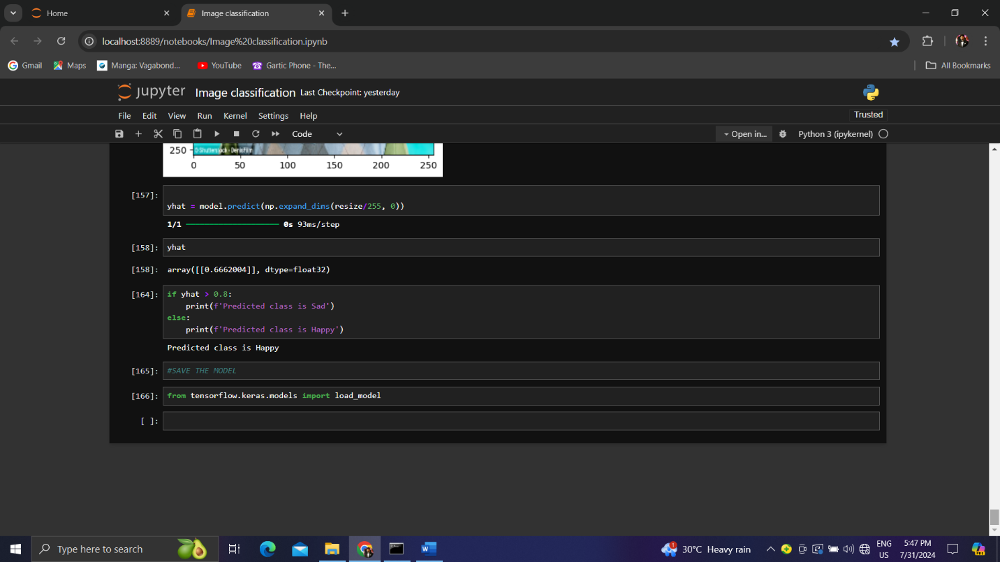 Home
Image classification
localhost:8889/notebooks/Image%20classification.ipynb
Gmail
Maps
Manga: Vagabond...
YouTube
Gartic Phone - The...
All Bookmarks
jupyter Image classification Last Checkpoint: yesterday
File Edit View Run Kernel Settings Help
Trusted
Code
Open in...
Python 3 (ipykernel)
250
0 50 100 150 200 250
[157]:
yhat = model.predict(np.expand_dims(resize/255, 0))
1/1 0s 93ms/step
[158]: yhat
[158]: array([[0.6662004]], dtype=float32)
[164]: if yhat > 0.8:
print(f'Predicted class is Sad')
else:
print(f'Predicted class is Happy')
Predicted class is Happy
[165]: #SAVE THE MODEL
[166]: from tensorflow.keras.models import load_model
[ ]:
Type here to search
1
30°C Heavy rain
ENG
US
5:47 PM
7/31/2024